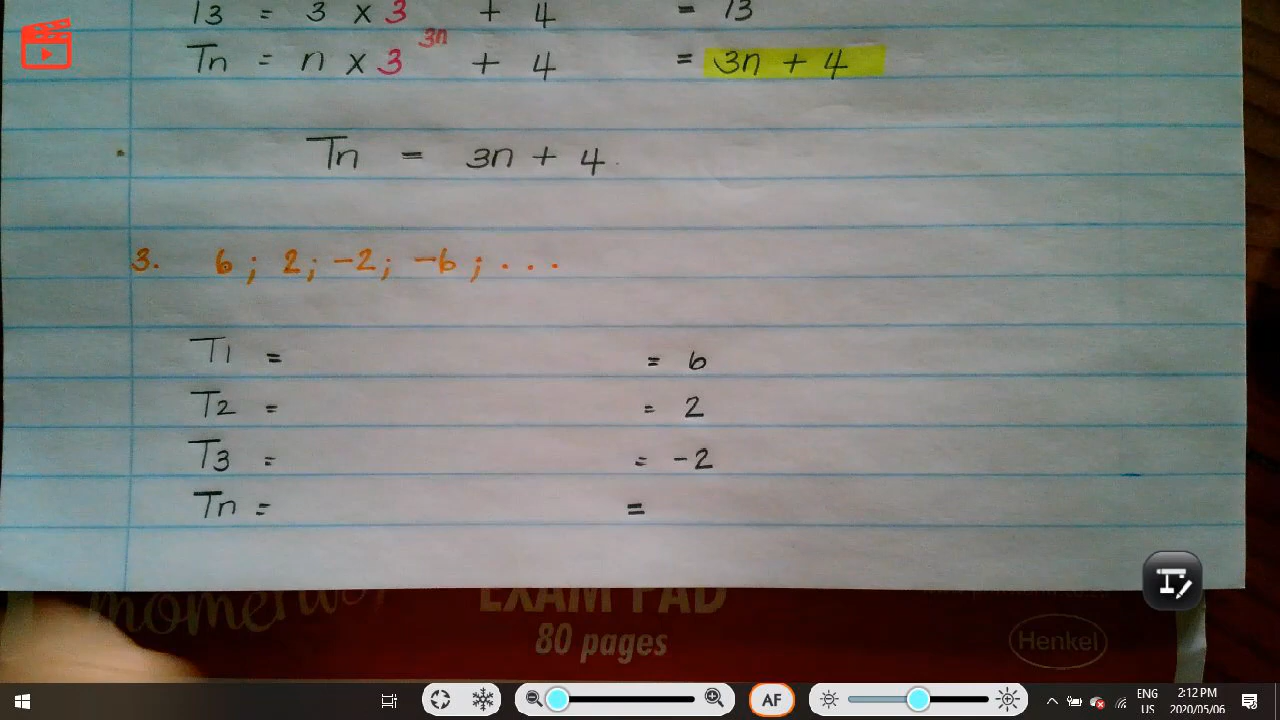 T3 = 3 x 3 + 4 = 13
3n
Tn = n x 3 + 4 = 3n + 4
Tn = 3n + 4
3. 6 ; 2 ; -2 ; -6 ; . . .
T1 = = 6
T2 = = 2
T3 = = -2
Tn = =
EXAM PAD
80 pages
Henkel
AF
ENG
US
2:12 PM
2020/05/06